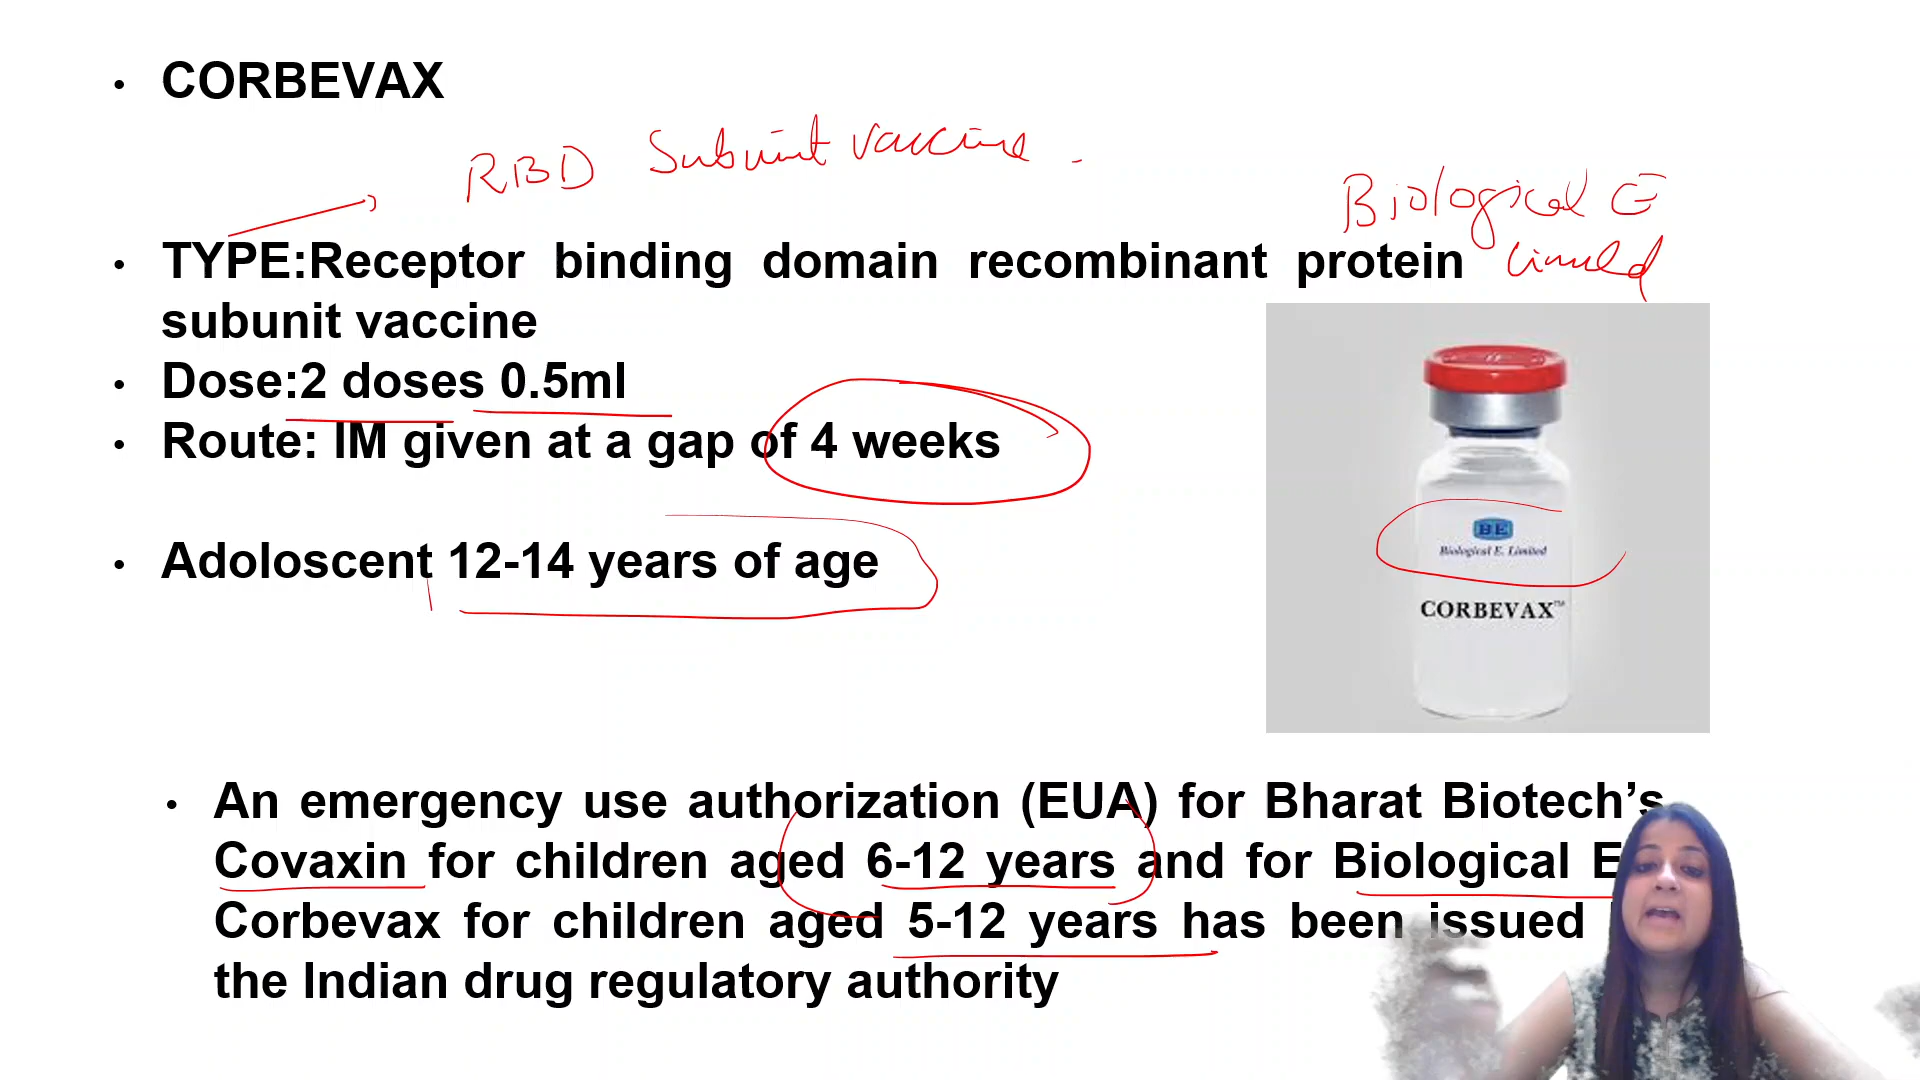 • CORBEVAX
RBD Subunit vaccine.
Biological E
Limited
• TYPE:Receptor binding domain recombinant protein
subunit vaccine
• Dose:2 doses 0.5ml
• Route: IM given at a gap of 4 weeks
• Adoloscent 12-14 years of age
BE
Biological E. Limited
CORBEVAX™
• An emergency use authorization (EUA) for Bharat Biotech’s
Covaxin for children aged 6-12 years and for Biological E
Corbevax for children aged 5-12 years has been issued
the Indian drug regulatory authority